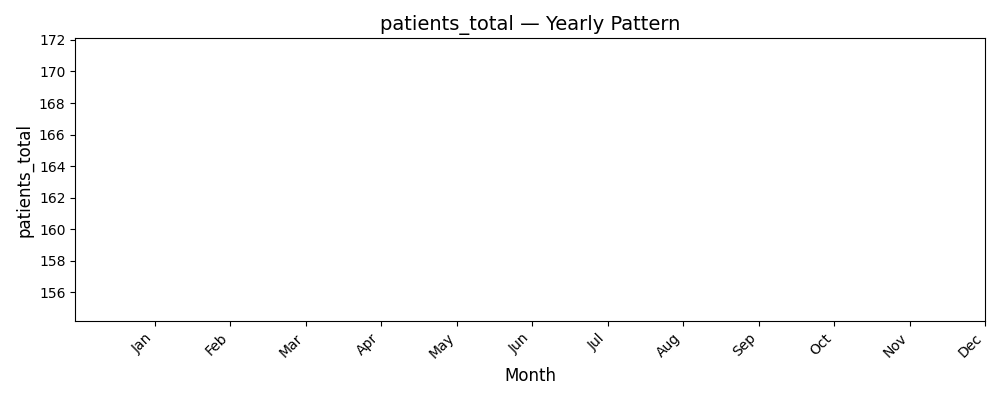 patients_total — Yearly Pattern
172
170
168
166
164
162
160
158
156
patients_total
Jan
Feb
Mar
Apr
May
Jun
Jul
Aug
Sep
Oct
Nov
Dec
Month